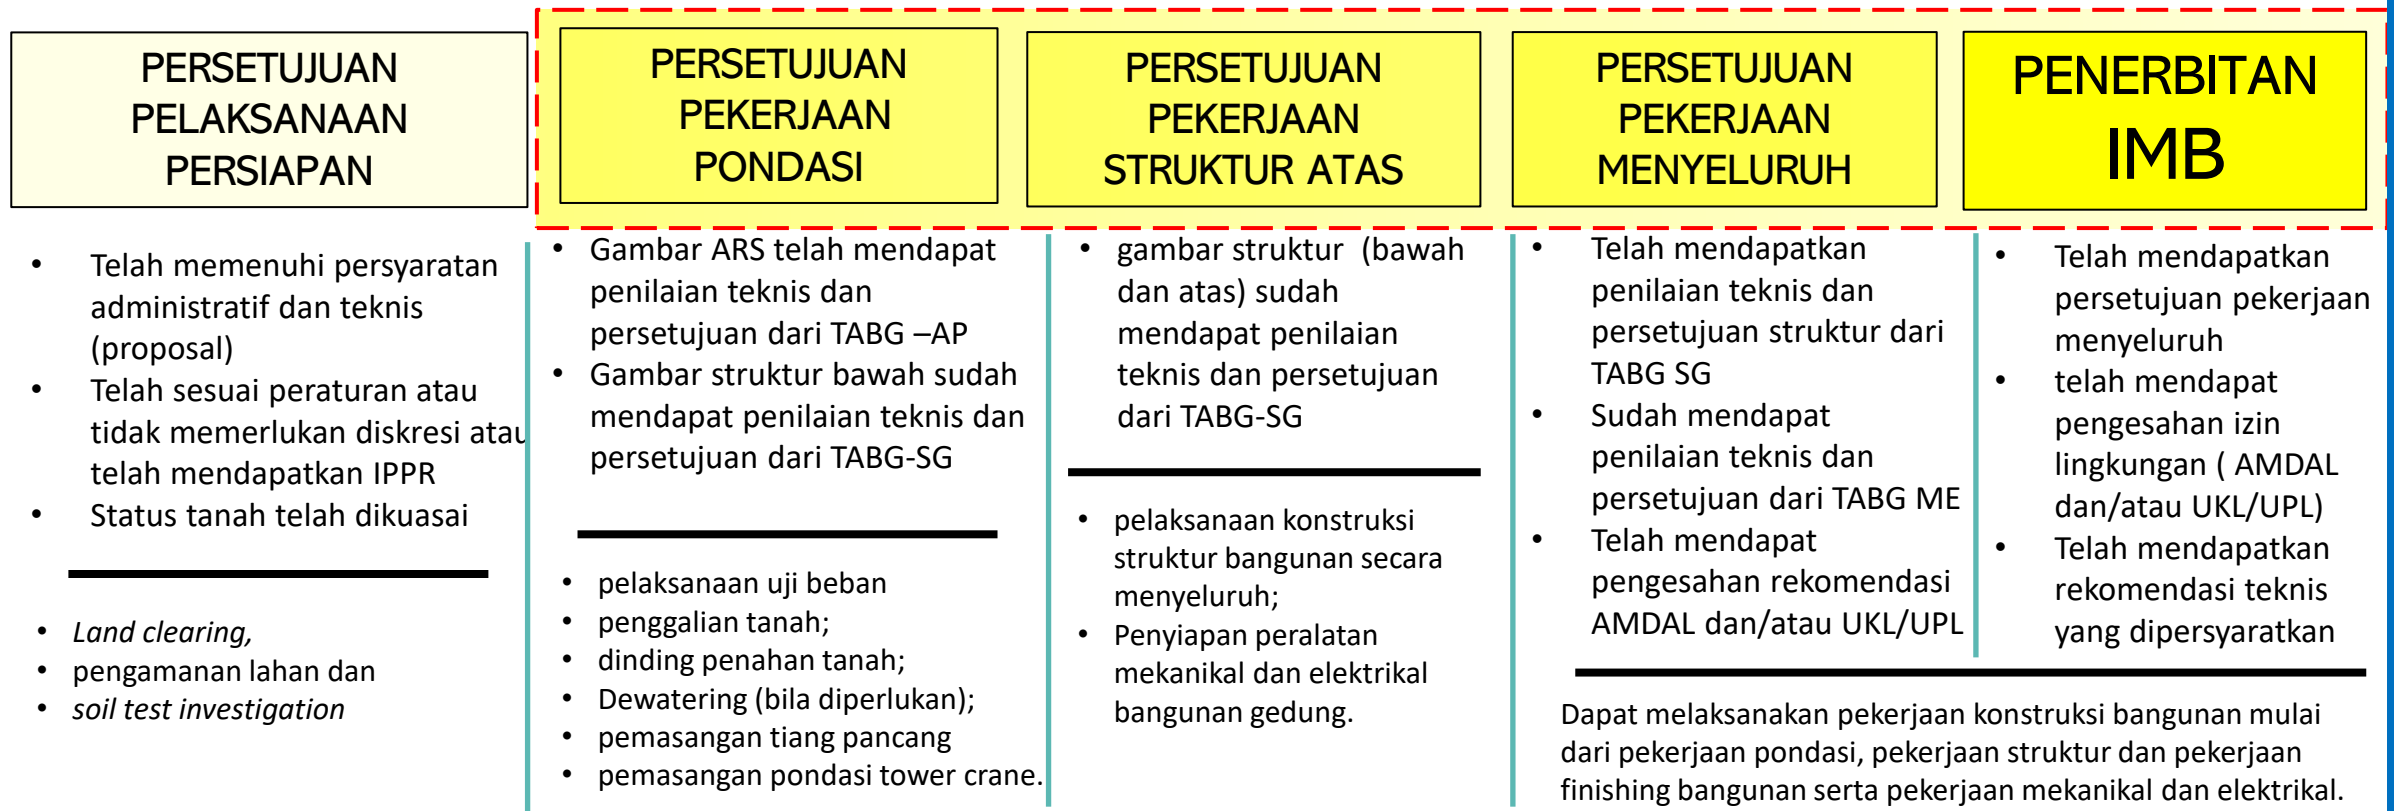 PERSETUJUAN
PELAKSANAAN
PERSIAPAN
• Telah memenuhi persyaratan
administratif dan teknis
(proposal)
• Telah sesuai peraturan atau
tidak memerlukan diskresi atau
telah mendapatkan IPPR
• Status tanah telah dikuasai
• Land clearing,
• pengamanan lahan dan
• soil test investigation
PERSETUJUAN
PEKERJAAN
PONDASI
• Gambar ARS telah mendapat
penilaian teknis dan
persetujuan dari TABG –AP
• Gambar struktur bawah sudah
mendapat penilaian teknis dan
persetujuan dari TABG-SG
• pelaksanaan uji beban
• penggalian tanah;
• dinding penahan tanah;
• Dewatering (bila diperlukan);
• pemasangan tiang pancang
• pemasangan pondasi tower crane.
PERSETUJUAN
PEKERJAAN
STRUKTUR ATAS
• gambar struktur (bawah
dan atas) sudah
mendapat penilaian
teknis dan persetujuan
dari TABG-SG
• pelaksanaan konstruksi
struktur bangunan secara
menyeluruh;
• Penyiapan peralatan
mekanikal dan elektrikal
bangunan gedung.
PERSETUJUAN
PEKERJAAN
MENYELURUH
• Telah mendapatkan
penilaian teknis dan
persetujuan struktur dari
TABG SG
• Sudah mendapat
penilaian teknis dan
persetujuan dari TABG ME
• Telah mendapat
pengesahan rekomendasi
AMDAL dan/atau UKL/UPL
PENERBITAN
IMB
• Telah mendapatkan
persetujuan pekerjaan
menyeluruh
• telah mendapat
pengesahan izin
lingkungan ( AMDAL
dan/atau UKL/UPL)
• Telah mendapatkan
rekomendasi teknis
yang dipersyaratkan
Dapat melaksanakan pekerjaan konstruksi bangunan mulai
dari pekerjaan pondasi, pekerjaan struktur dan pekerjaan
finishing bangunan serta pekerjaan mekanikal dan elektrikal.